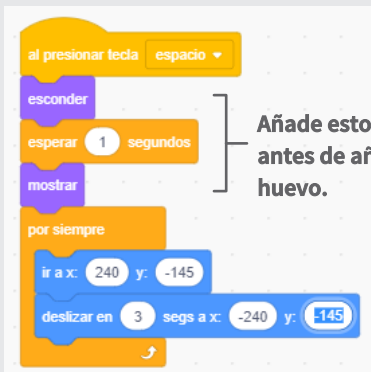 al presionar tecla espacio
esconder
esperar 1 segundos
mostrar
Añade esto
antes de añ
huevo.
por siempre
ir a x: 240 y: -145
deslizar en 3 segs a x: -240 y: -145